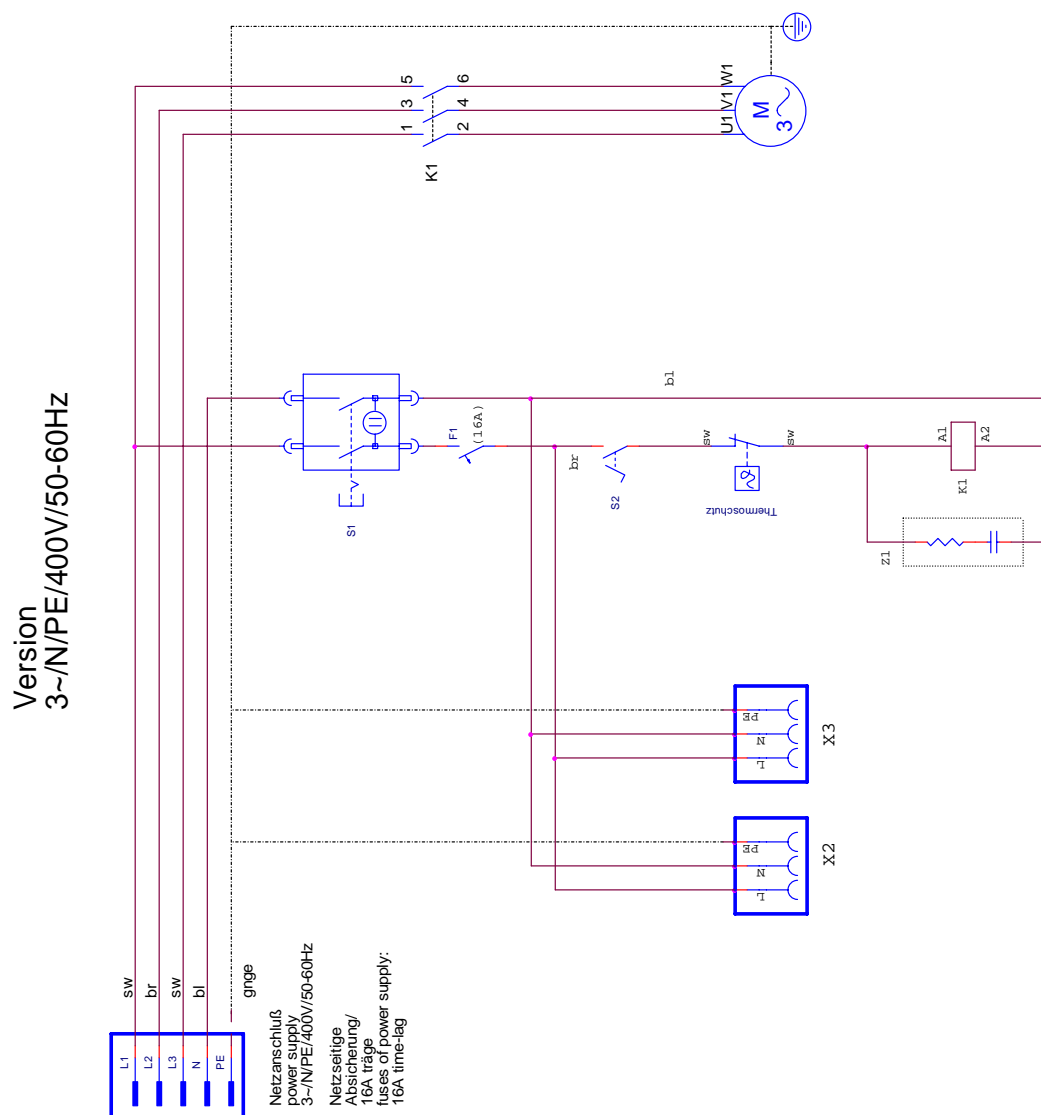 Version
3~/N/PE/400V/50-60Hz
L1
L2
L3
N
PE
sw
br
sw
bl
gnge
Netzanschluß
power supply
3~/N/PE/400V/50-60Hz
Netzseitige
Absicherung/
16A träge
fuses of power supply:
16A time-lag
5
3
1
6
4
2
K1
W1
V1
U1
M
3
S1
F1
(16A)
br
bl
S2
sw
sw
Thermoschutz
A1
A2
K1
Z1
PE
N
L
X3
PE
N
L
X2